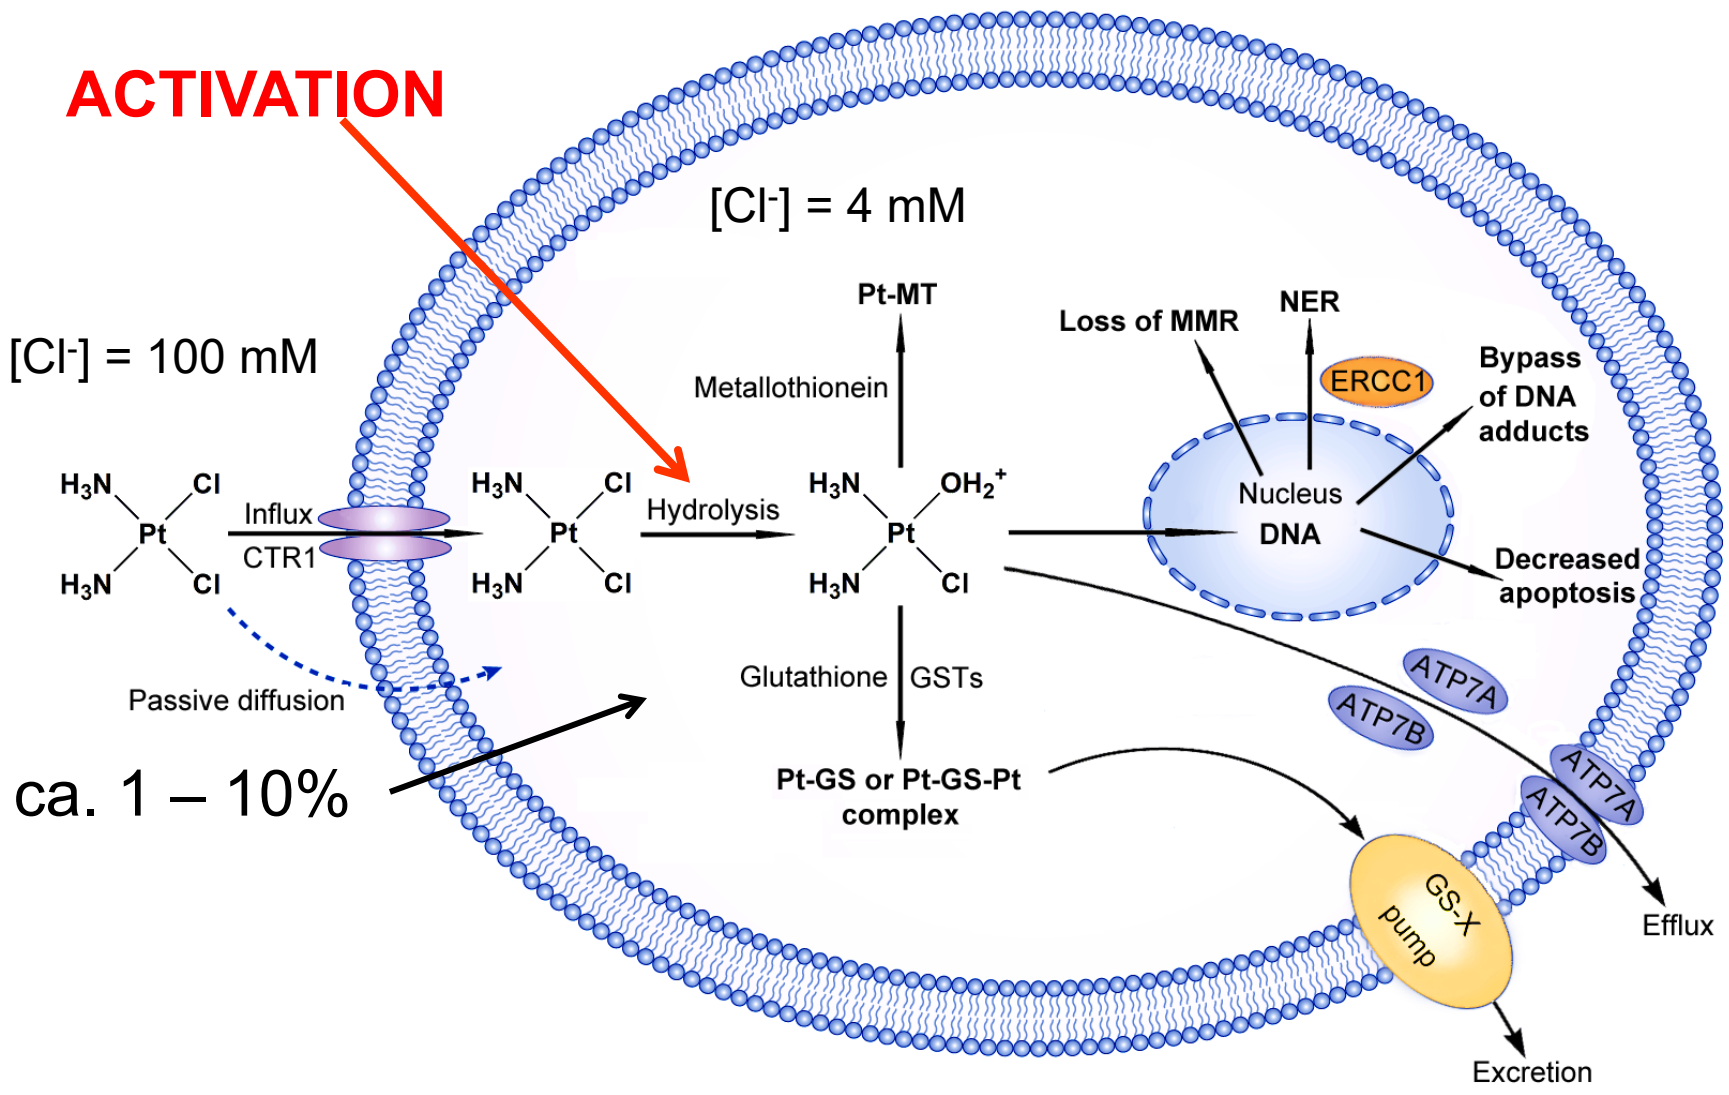 ACTIVATION
[Cl-] = 4 mM
[Cl-] = 100 mM
H3N
Cl
Pt
H3N
Cl
Influx
CTR1
Passive diffusion
ca. 1 – 10%
H3N
Cl
Pt
H3N
Cl
Hydrolysis
Pt-MT
Metallothionein
H3N
OH2+
Pt
H3N
Cl
Glutathione
GSTs
Pt-GS or Pt-GS-Pt
complex
Loss of MMR
NER
ERCC1
Bypass
of DNA
adducts
Nucleus
DNA
Decreased
apoptosis
ATP7A
ATP7B
ATP7A
ATP7B
GS-X
pump
Efflux
Excretion